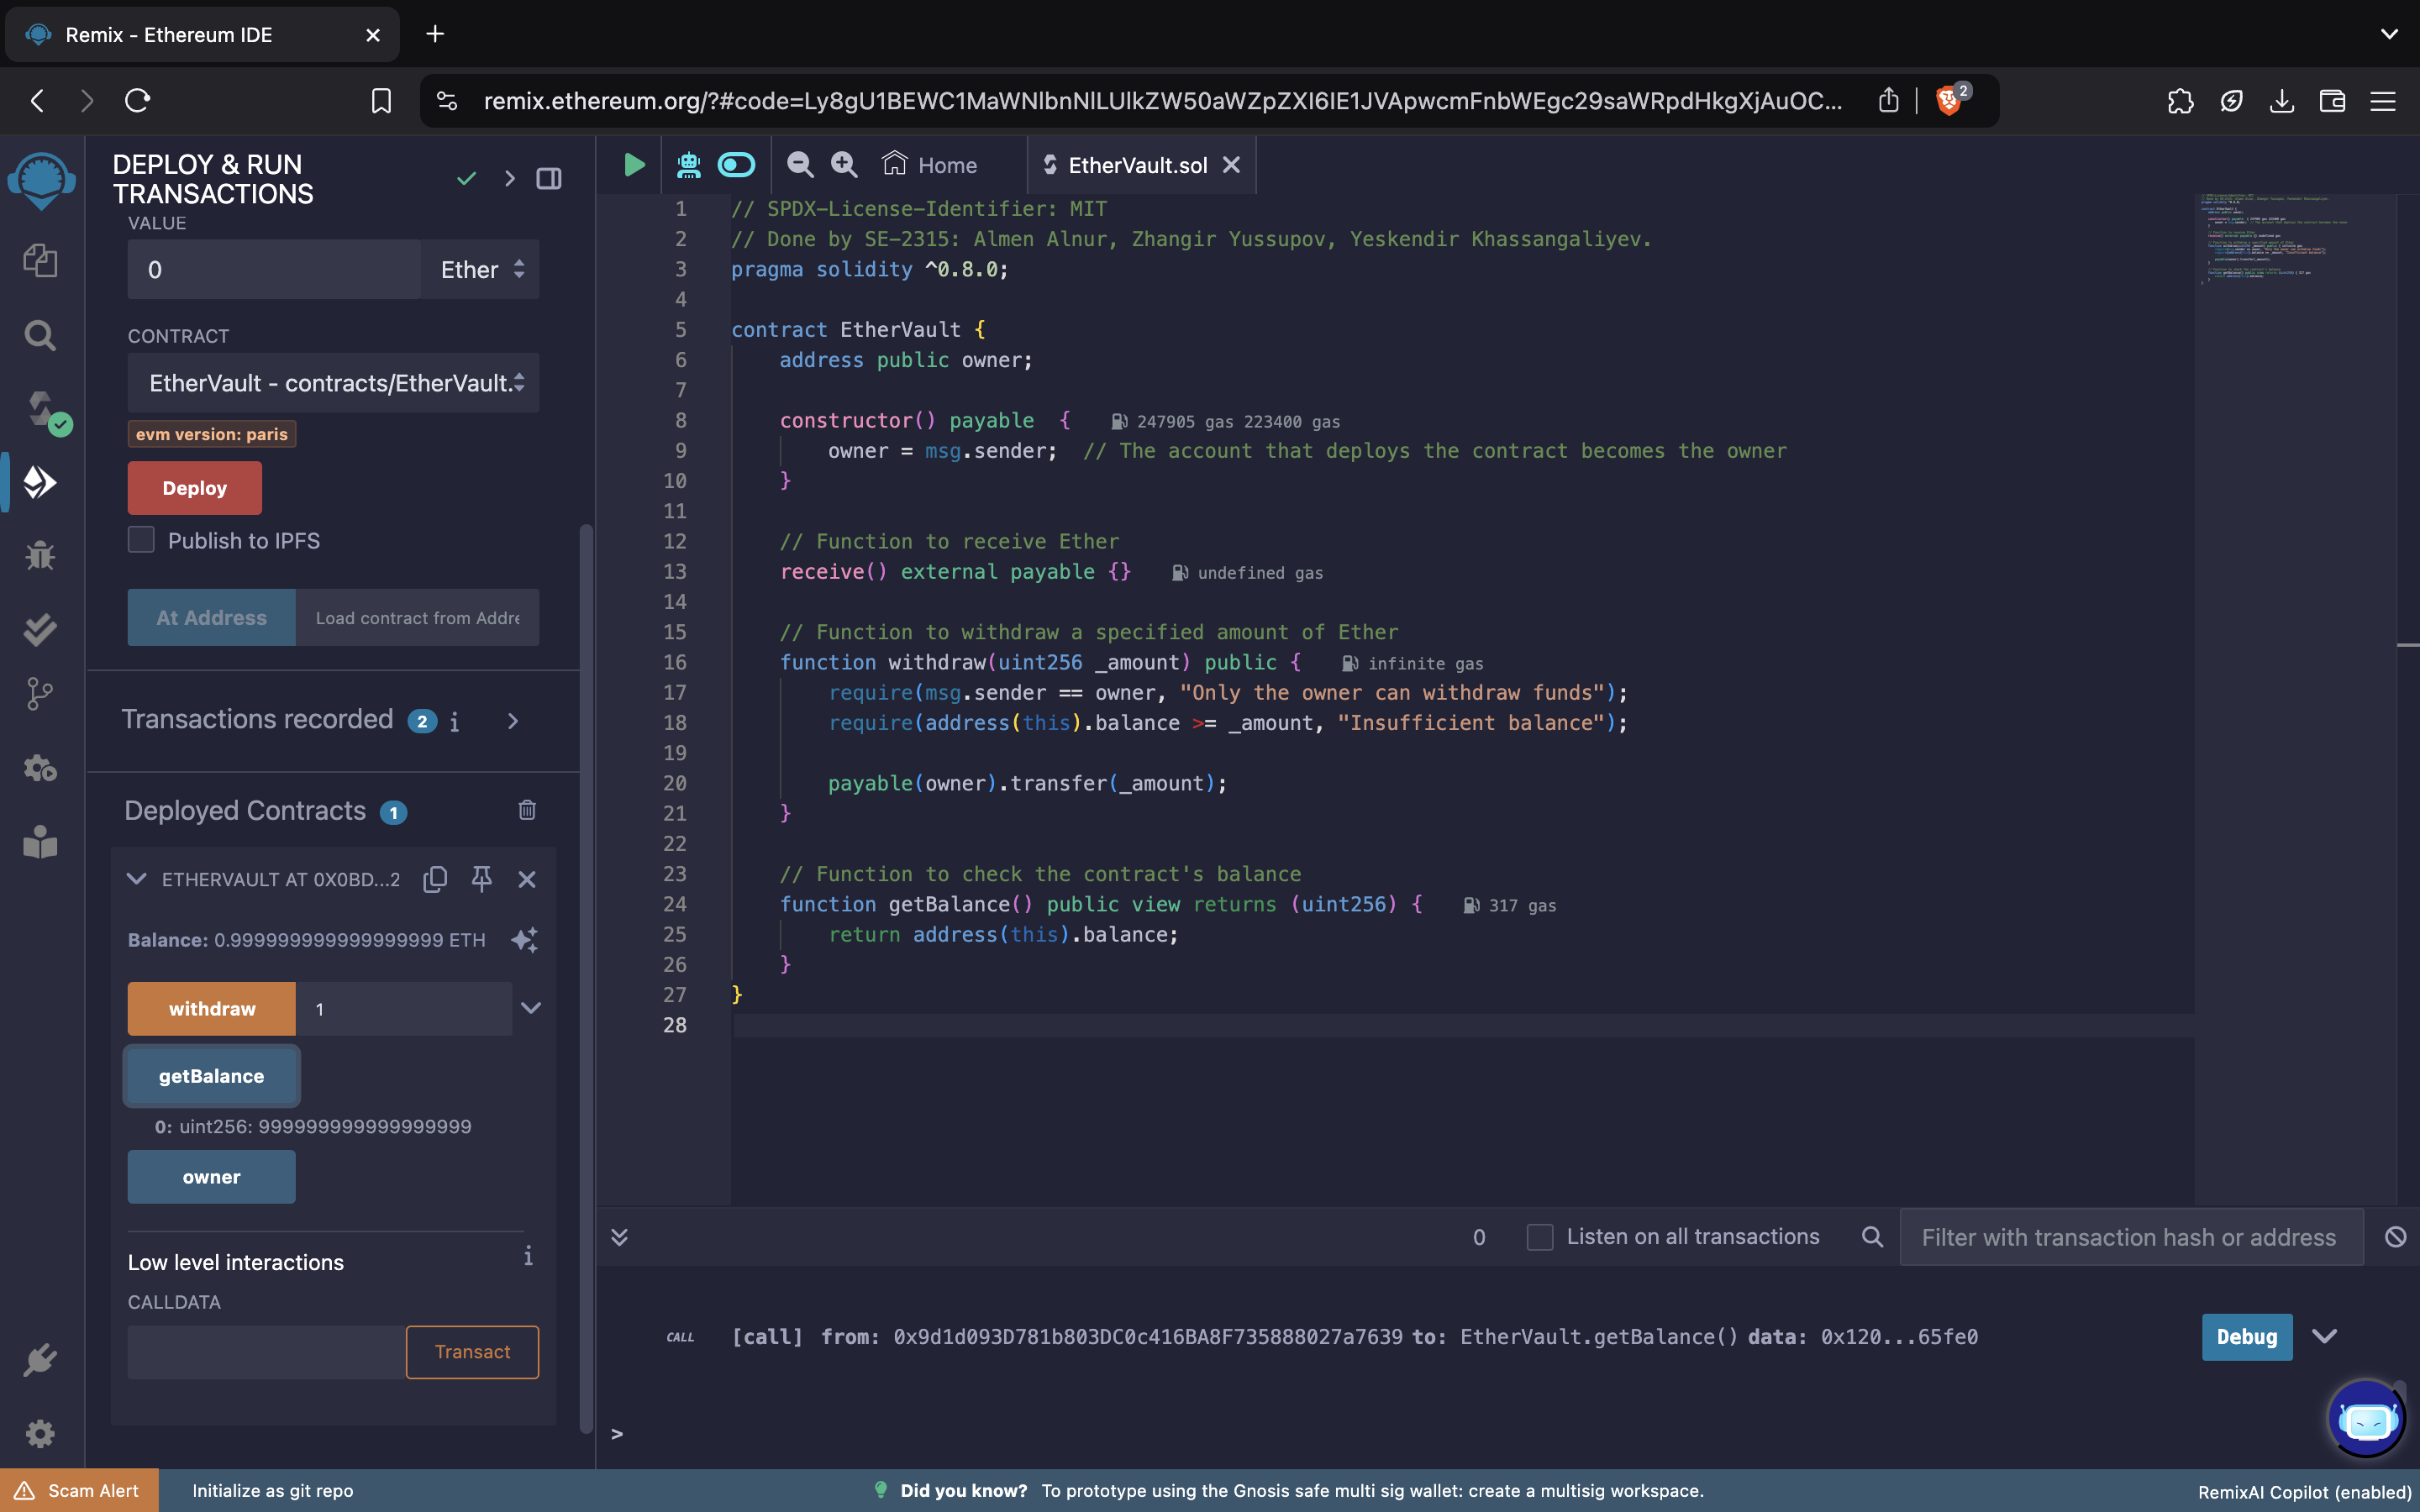 Remix - Ethereum IDE
remix.ethereum.org/?#code=Ly8gU1BEWC1MaWNlbnNlLUlkZW50aWZpZXI6IE1JVApwcmFnbWEgc29saWRpdHkgXjAuOC...
2
DEPLOY & RUN
TRANSACTIONS
VALUE
0 Ether
CONTRACT
EtherVault - contracts/EtherVault.
evm version: paris
Deploy
Publish to IPFS
At Address Load contract from Addre
Transactions recorded 2 i
Deployed Contracts 1
ETHERVAULT AT 0X0BD...2
Balance: 0.999999999999999999 ETH
withdraw 1
getBalance
0: uint256: 999999999999999999
owner
Low level interactions i
CALLDATA
Transact
Home EtherVault.sol
1 // SPDX-License-Identifier: MIT
2 // Done by SE-2315: Almen Alnur, Zhangir Yussupov, Yeskendir Khassangaliyev.
3 pragma solidity ^0.8.0;
4
5 contract EtherVault {
6 address public owner;
7
8 constructor() payable  { 247905 gas 223400 gas
9 owner = msg.sender;  // The account that deploys the contract becomes the owner
10 }
11
12 // Function to receive Ether
13 receive() external payable {} undefined gas
14
15 // Function to withdraw a specified amount of Ether
16 function withdraw(uint256 _amount) public { infinite gas
17 require(msg.sender == owner, "Only the owner can withdraw funds");
18 require(address(this).balance >= _amount, "Insufficient balance");
19
20 payable(owner).transfer(_amount);
21 }
22
23 // Function to check the contract's balance
24 function getBalance() public view returns (uint256) { 317 gas
25 return address(this).balance;
26 }
27 }
28
0 Listen on all transactions Filter with transaction hash or address
CALL [call] from: 0x9d1d093D781b803DC0c416BA8F735888027a7639 to: EtherVault.getBalance() data: 0x120...65fe0 Debug
>
Scam Alert Initialize as git repo Did you know? To prototype using the Gnosis safe multi sig wallet: create a multisig workspace. RemixAI Copilot (enabled)